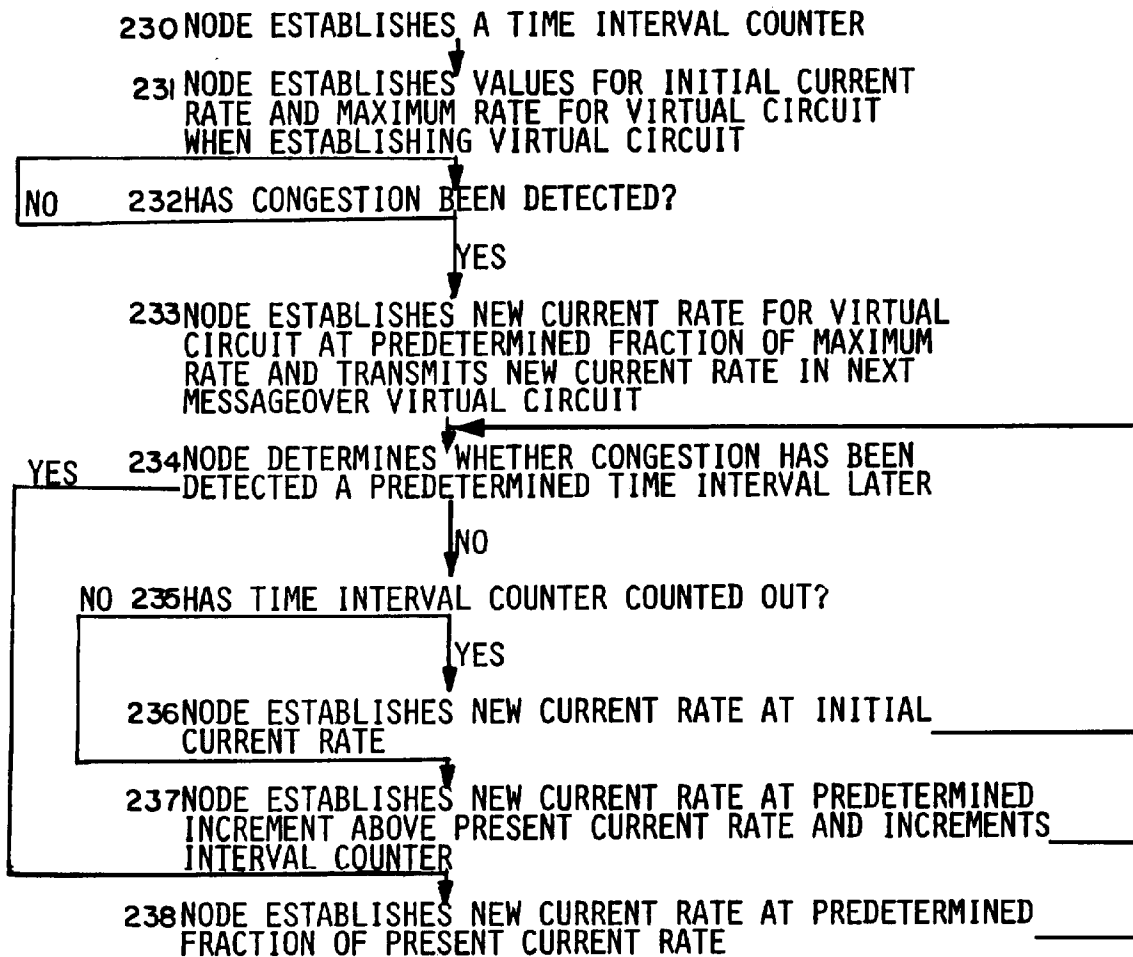 230 NODE ESTABLISHES A TIME INTERVAL COUNTER
231 NODE ESTABLISHES VALUES FOR INITIAL CURRENT
RATE AND MAXIMUM RATE FOR VIRTUAL CIRCUIT
WHEN ESTABLISHING VIRTUAL CIRCUIT
NO 232 HAS CONGESTION BEEN DETECTED?
YES
233 NODE ESTABLISHES NEW CURRENT RATE FOR VIRTUAL
CIRCUIT AT PREDETERMINED FRACTION OF MAXIMUM
RATE AND TRANSMITS NEW CURRENT RATE IN NEXT
MESSAGEOVER VIRTUAL CIRCUIT
YES 234 NODE DETERMINES WHETHER CONGESTION HAS BEEN
DETECTED A PREDETERMINED TIME INTERVAL LATER
NO
NO 235 HAS TIME INTERVAL COUNTER COUNTED OUT?
YES
236 NODE ESTABLISHES NEW CURRENT RATE AT INITIAL
CURRENT RATE
237 NODE ESTABLISHES NEW CURRENT RATE AT PREDETERMINED
INCREMENT ABOVE PRESENT CURRENT RATE AND INCREMENTS
INTERVAL COUNTER
238 NODE ESTABLISHES NEW CURRENT RATE AT PREDETERMINED
FRACTION OF PRESENT CURRENT RATE